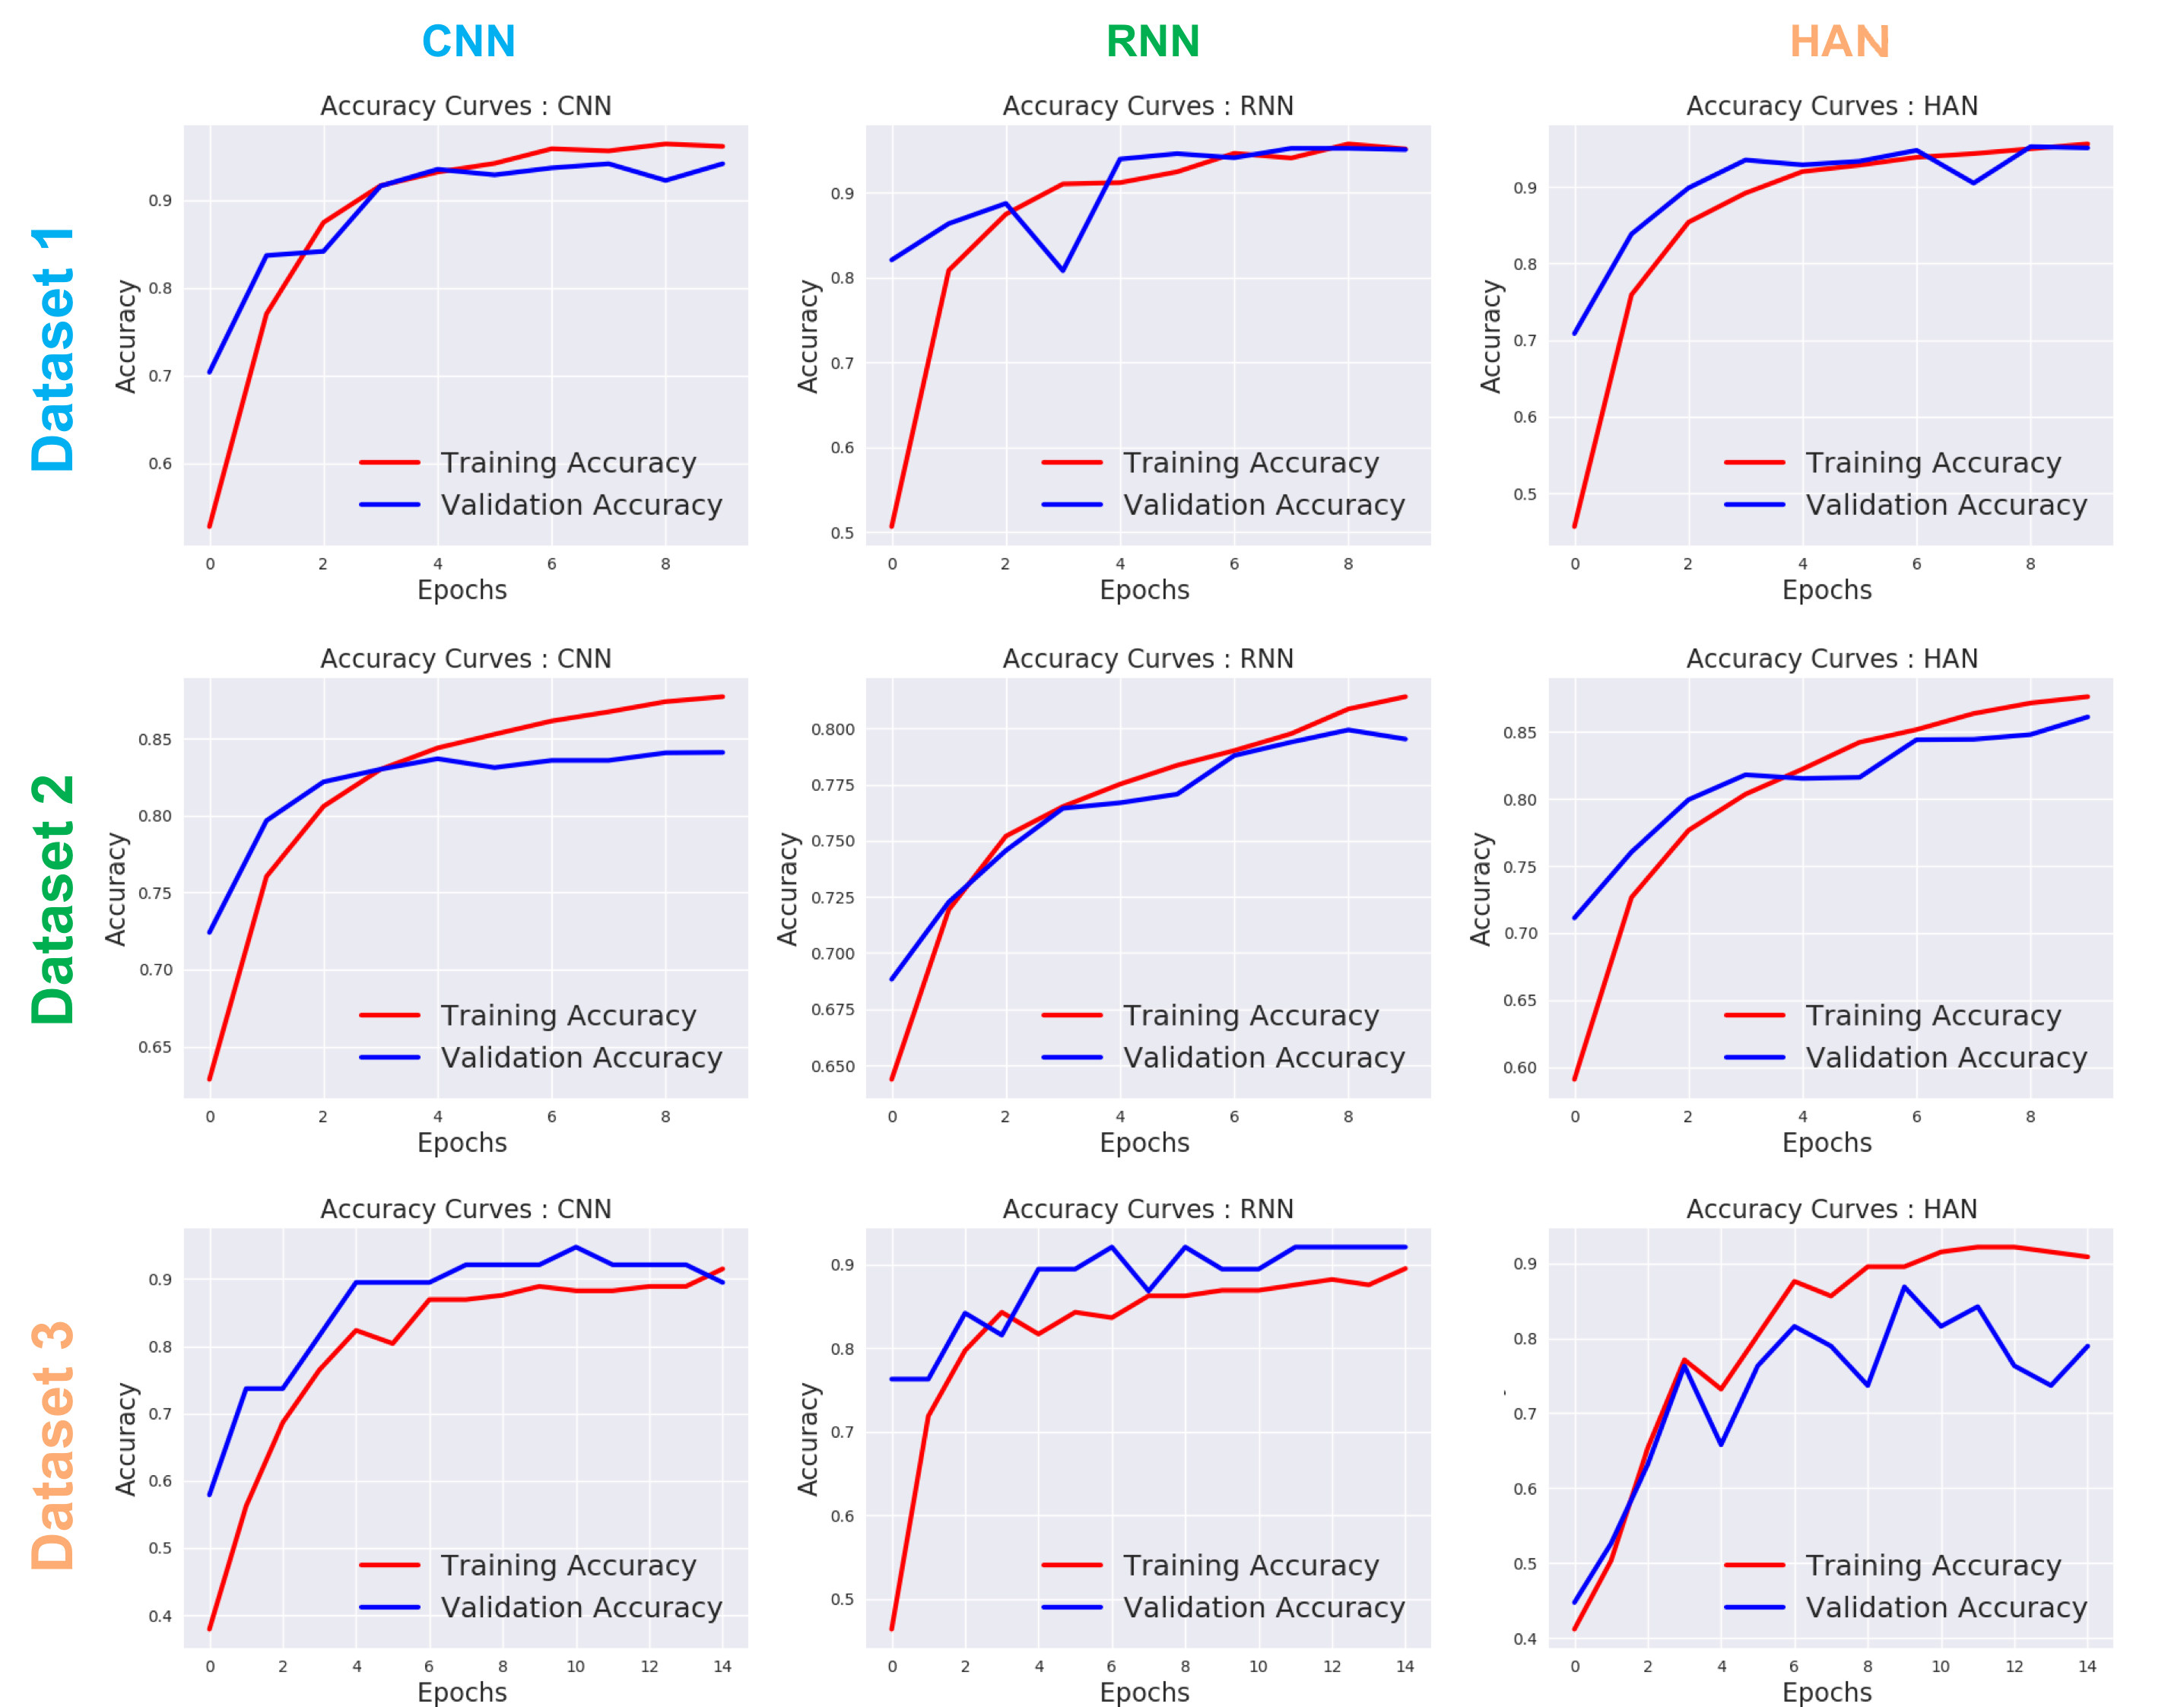 CNN RNN HAN
Dataset 1
Accuracy Curves : CNN
Accuracy
0.9
0.8
0.7
0.6
Training Accuracy
Validation Accuracy
0 2 4 6 8
Epochs
Accuracy Curves : RNN
Accuracy
0.9
0.8
0.7
0.6
0.5
Training Accuracy
Validation Accuracy
0 2 4 6 8
Epochs
Accuracy Curves : HAN
Accuracy
0.9
0.8
0.7
0.6
0.5
Training Accuracy
Validation Accuracy
0 2 4 6 8
Epochs
Dataset 2
Accuracy Curves : CNN
Accuracy
0.85
0.80
0.75
0.70
0.65
Training Accuracy
Validation Accuracy
0 2 4 6 8
Epochs
Accuracy Curves : RNN
Accuracy
0.800
0.775
0.750
0.725
0.700
0.675
0.650
Training Accuracy
Validation Accuracy
0 2 4 6 8
Epochs
Accuracy Curves : HAN
Accuracy
0.85
0.80
0.75
0.70
0.65
0.60
Training Accuracy
Validation Accuracy
0 2 4 6 8
Epochs
Dataset 3
Accuracy Curves : CNN
Accuracy
0.9
0.8
0.7
0.6
0.5
0.4
Training Accuracy
Validation Accuracy
0 2 4 6 8 10 12 14
Epochs
Accuracy Curves : RNN
Accuracy
0.9
0.8
0.7
0.6
0.5
Training Accuracy
Validation Accuracy
0 2 4 6 8 10 12 14
Epochs
Accuracy Curves : HAN
0.9
0.8
0.7
0.6
0.5
0.4
Training Accuracy
Validation Accuracy
0 2 4 6 8 10 12 14
Epochs